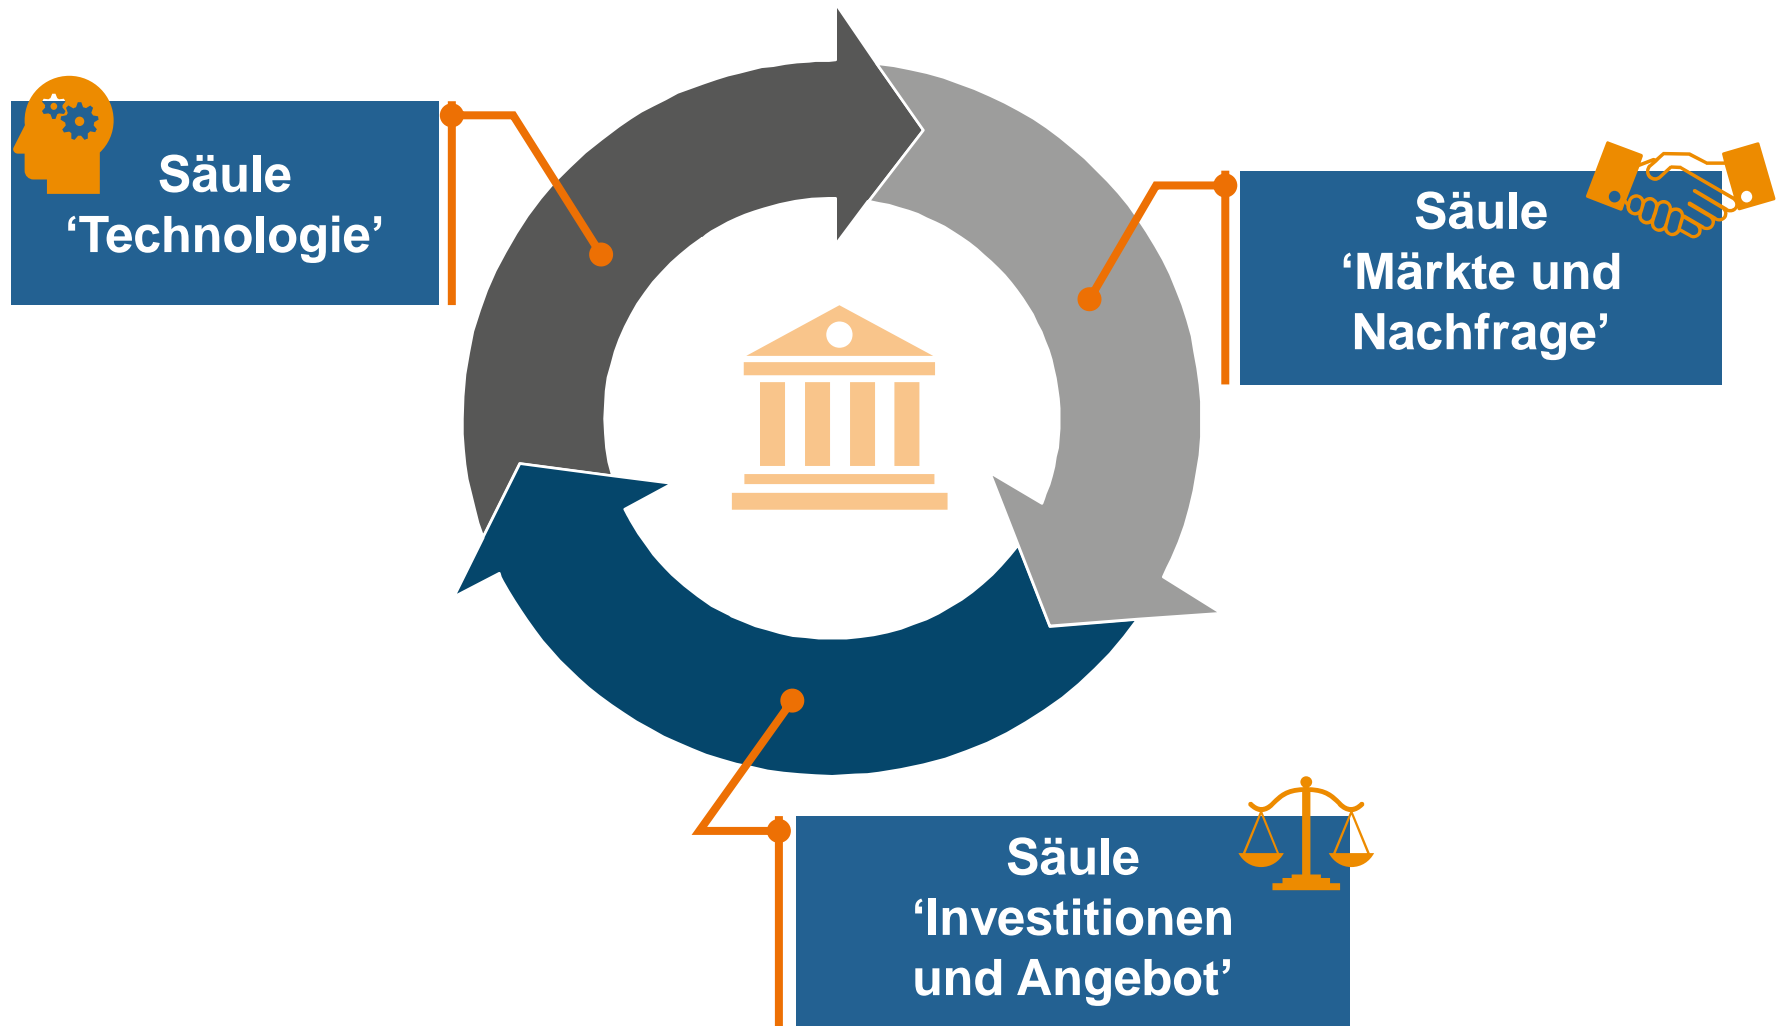 Säule
‘Technologie’
Säule
‘Märkte und
Nachfrage’
Säule
‘Investitionen
und Angebot’